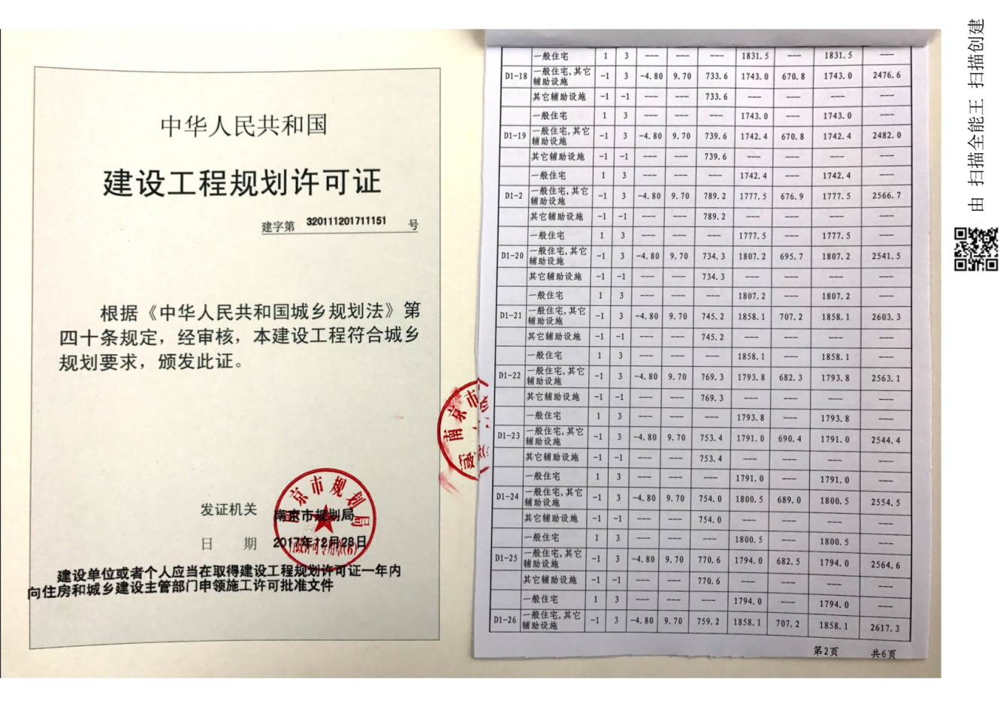 中华人民共和国
建设工程规划许可证
建字第 320111201711151 号
根据《中华人民共和国城乡规划法》第
四十条规定，经审核，本建设工程符合城乡
规划要求，颁发此证。
发证机关 南京市规划局
日 期 2017年12月28日
建设单位或者个人应当在取得建设工程规划许可证一年内
向住房和城乡建设主管部门申领施工许可批准文件
南京市
京市规划局
一般住宅 1 3 --- --- --- 1831.5 --- 1831.5 ---
D1-18 一般住宅,其它 -1 3 -4.80 9.70 733.6 1743.0 670.8 1743.0 2476.6
辅助设施
其它辅助设施 -1 -1 --- --- 733.6 --- --- --- ---
一般住宅 1 3 --- --- --- 1743.0 --- 1743.0 ---
D1-19 一般住宅,其它 -1 3 -4.80 9.70 739.6 1742.4 670.8 1742.4 2482.0
辅助设施
其它辅助设施 -1 -1 --- --- 739.6 --- --- --- ---
一般住宅 1 3 --- --- --- 1742.4 --- 1742.4 ---
D1-2 一般住宅,其它 -1 3 -4.80 9.70 789.2 1777.5 676.9 1777.5 2566.7
辅助设施
其它辅助设施 -1 -1 --- --- 789.2 --- --- --- ---
一般住宅 1 3 --- --- --- 1777.5 --- 1777.5 ---
D1-20 一般住宅,其它 -1 3 -4.80 9.70 734.3 1807.2 695.7 1807.2 2541.5
辅助设施
其它辅助设施 -1 -1 --- --- 734.3 --- --- --- ---
一般住宅 1 3 --- --- --- 1807.2 --- 1807.2 ---
D1-21 一般住宅,其它 -1 3 -4.80 9.70 745.2 1858.1 707.2 1858.1 2603.3
辅助设施
其它辅助设施 -1 -1 --- --- 745.2 --- --- --- ---
一般住宅 1 3 --- --- --- 1858.1 --- 1858.1 ---
D1-22 一般住宅,其它 -1 3 -4.80 9.70 769.3 1793.8 682.3 1793.8 2563.1
辅助设施
其它辅助设施 -1 -1 --- --- 769.3 --- --- --- ---
一般住宅 1 3 --- --- --- 1793.8 --- 1793.8 ---
D1-23 一般住宅,其它 -1 3 -4.80 9.70 753.4 1791.0 690.4 1791.0 2544.4
辅助设施
其它辅助设施 -1 -1 --- --- 753.4 --- --- --- ---
一般住宅 1 3 --- --- --- 1791.0 --- 1791.0 ---
D1-24 一般住宅,其它 -1 3 -4.80 9.70 754.0 1800.5 689.0 1800.5 2554.5
辅助设施
其它辅助设施 -1 -1 --- --- 754.0 --- --- --- ---
一般住宅 1 3 --- --- --- 1800.5 --- 1800.5 ---
D1-25 一般住宅,其它 -1 3 -4.80 9.70 770.6 1794.0 682.5 1794.0 2564.6
辅助设施
其它辅助设施 -1 -1 --- --- 770.6 --- --- --- ---
一般住宅 1 3 --- --- --- 1794.0 --- 1794.0 ---
D1-26 一般住宅,其它 -1 3 -4.80 9.70 759.2 1858.1 707.2 1858.1 2617.3
辅助设施
第2页 共6页
由 扫描全能王 扫描创建